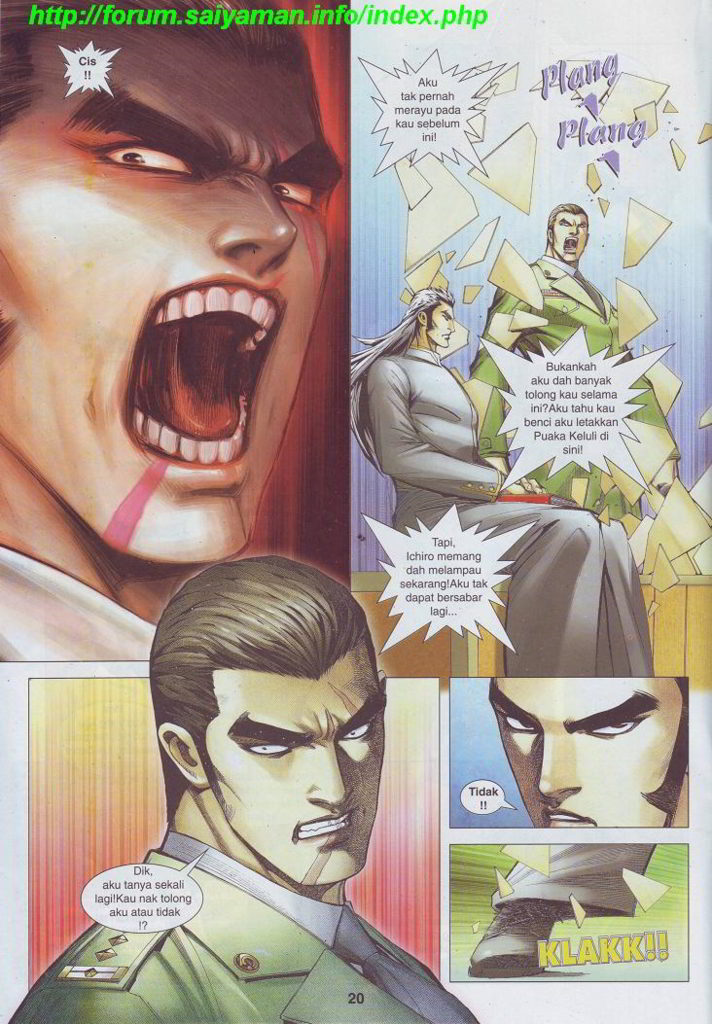 http://forum.saiyaman.info/index.php
Cis
!!
Aku
tak pernah
merayu pada
kau sebelum
ini!
Plang
Plang
Bukankah
aku dah banyak
tolong kau selama
ini?Aku tahu kau
benci aku letakkan
Puaka Keluli di
sini!
Tapi,
Ichiro memang
dah melampau
sekarang!Aku tak
dapat bersabar
lagi...
Dik,
aku tanya sekali
lagi!Kau nak tolong
aku atau tidak
!?
Tidak
!!
KLAKK!!
20